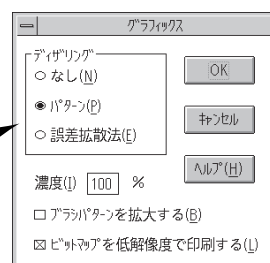 グラフィックス
ディザリング
なし(N)
パターン(P)
誤差拡散法(E)
OK
キャンセル
ヘルプ(H)
濃度(I) 100 %
ブラシパターンを拡大する(B)
ビットマップを低解像度で印刷する(L)